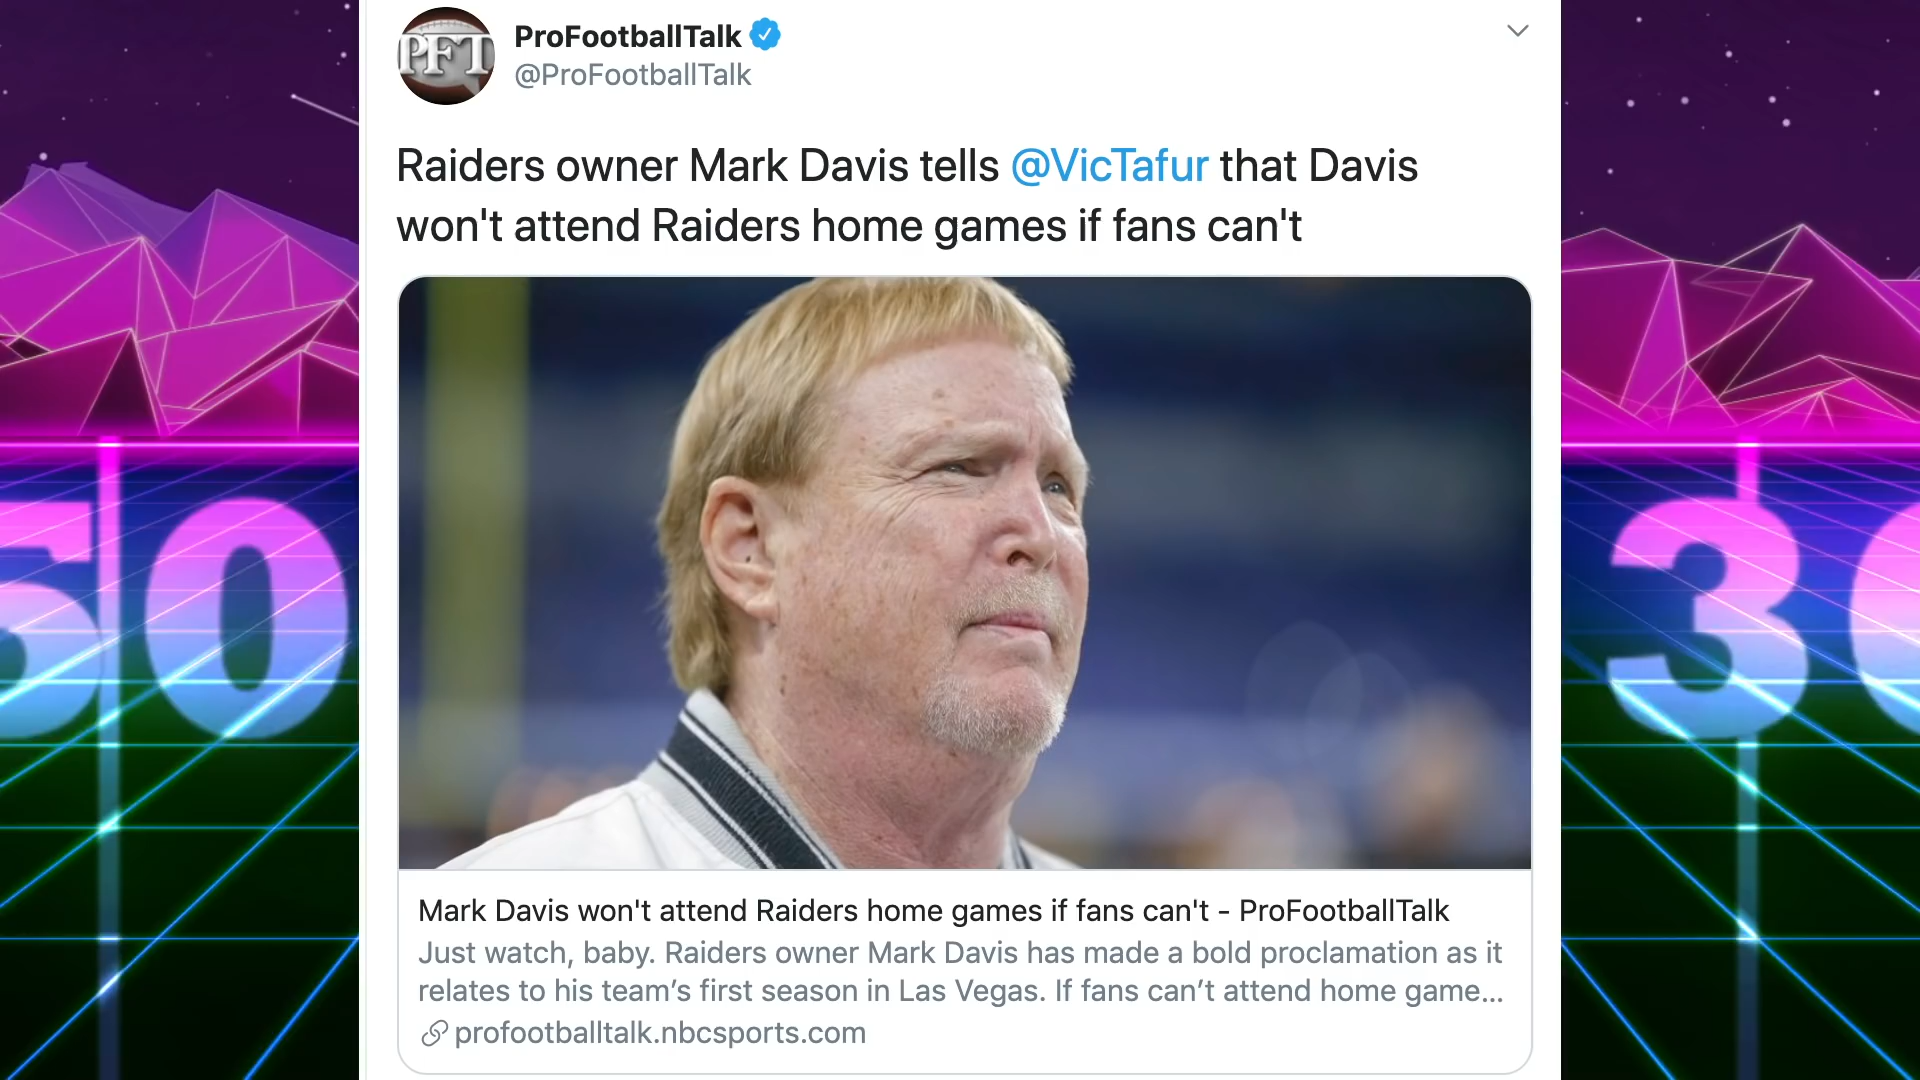 PFT
ProFootballTalk
@ProFootballTalk
Raiders owner Mark Davis tells @VicTafur that Davis
won't attend Raiders home games if fans can't
50
30
Mark Davis won't attend Raiders home games if fans can't - ProFootballTalk
Just watch, baby. Raiders owner Mark Davis has made a bold proclamation as it
relates to his team’s first season in Las Vegas. If fans can’t attend home game...
profootballtalk.nbcsports.com